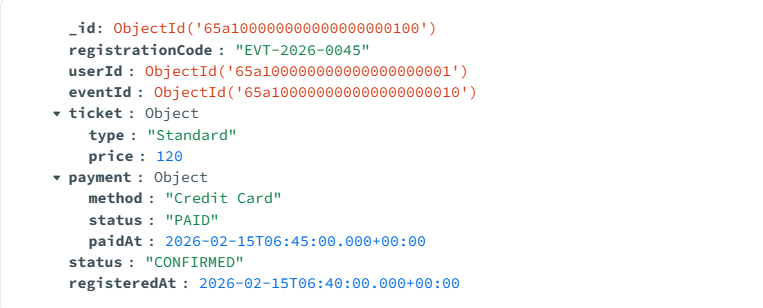 _id: ObjectId('65a100000000000000000100')
registrationCode : "EVT-2026-0045"
userId : ObjectId('65a100000000000000000001')
eventId : ObjectId('65a100000000000000000010')
ticket : Object
type : "Standard"
price : 120
payment : Object
method : "Credit Card"
status : "PAID"
paidAt : 2026-02-15T06:45:00.000+00:00
status : "CONFIRMED"
registeredAt : 2026-02-15T06:40:00.000+00:00